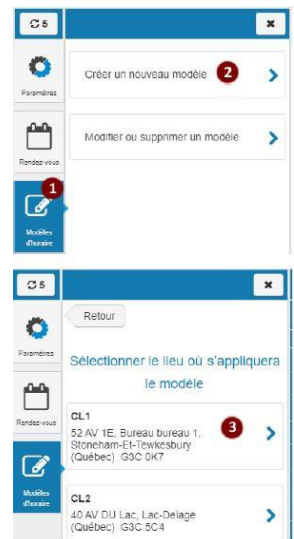 5
Paramètres
Créer un nouveau modèle 2
Rendez-vous
Modifier ou supprimer un modèle
1
Modèles
d'horaire
5
Retour
Paramètres
Sélectionner le lieu où s'appliquera
le modèle
Rendez-vous
CL1
52 AV 1E, Bureau bureau 1,
Stoneham-Et-Tewkesbury
(Québec) G3C 0K7
3
Modèles
d'horaire
CL2
40 AV DU Lac, Lac-Delage
(Québec) G3C 5C4